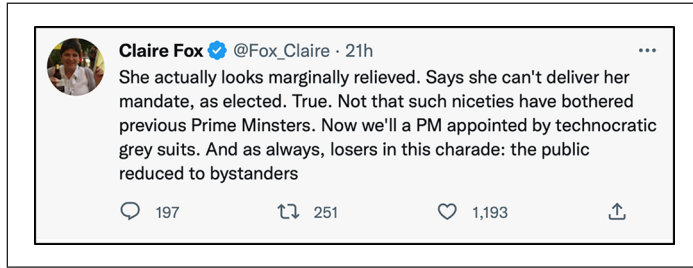 Claire Fox @Fox_Claire · 21h
She actually looks marginally relieved. Says she can't deliver her
mandate, as elected. True. Not that such niceties have bothered
previous Prime Minsters. Now we'll a PM appointed by technocratic
grey suits. And as always, losers in this charade: the public
reduced to bystanders
197 251 1,193